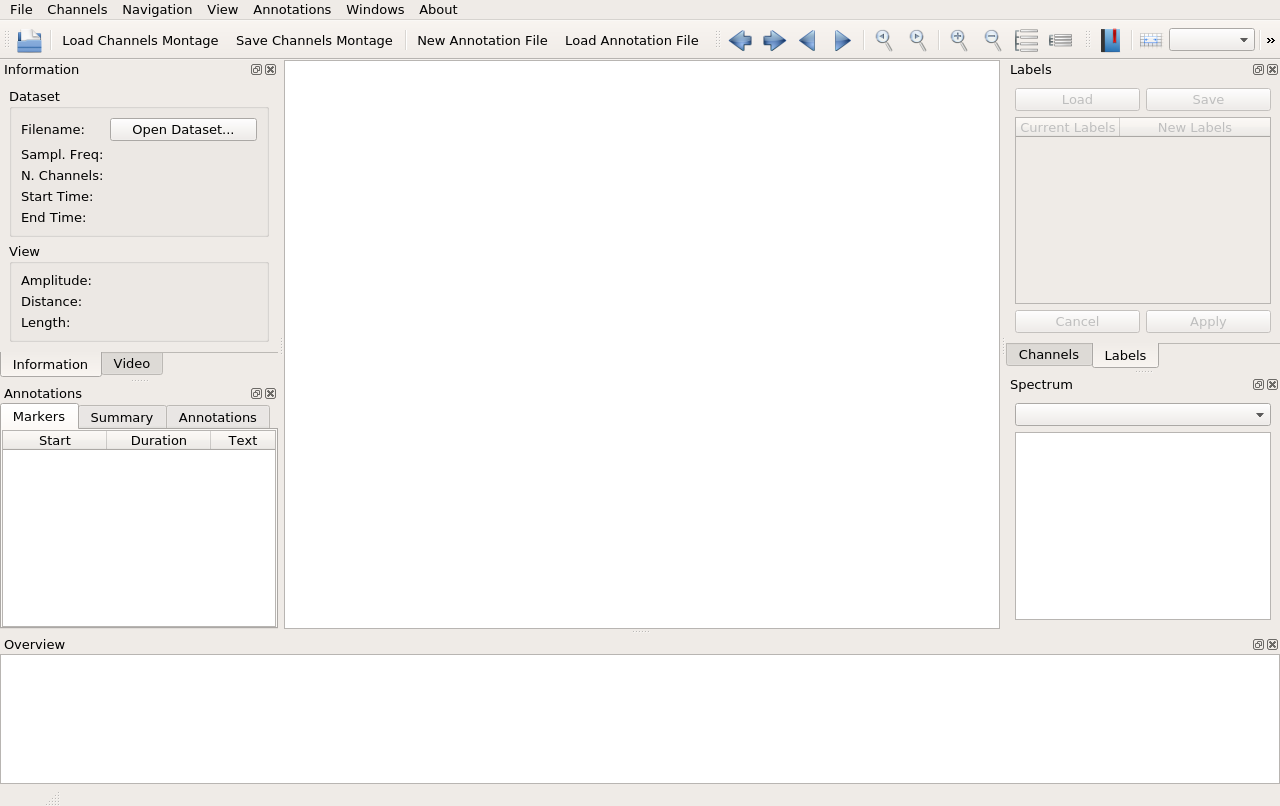 File Channels Navigation View Annotations Windows About
Load Channels Montage Save Channels Montage New Annotation File Load Annotation File »
Information
Dataset
Filename: Open Dataset...
Sampl. Freq:
N. Channels:
Start Time:
End Time:
View
Amplitude:
Distance:
Length:
Information Video
Annotations
Markers Summary Annotations
Start Duration Text
Labels
Load Save
Current Labels New Labels
Cancel Apply
Channels Labels
Spectrum
Overview